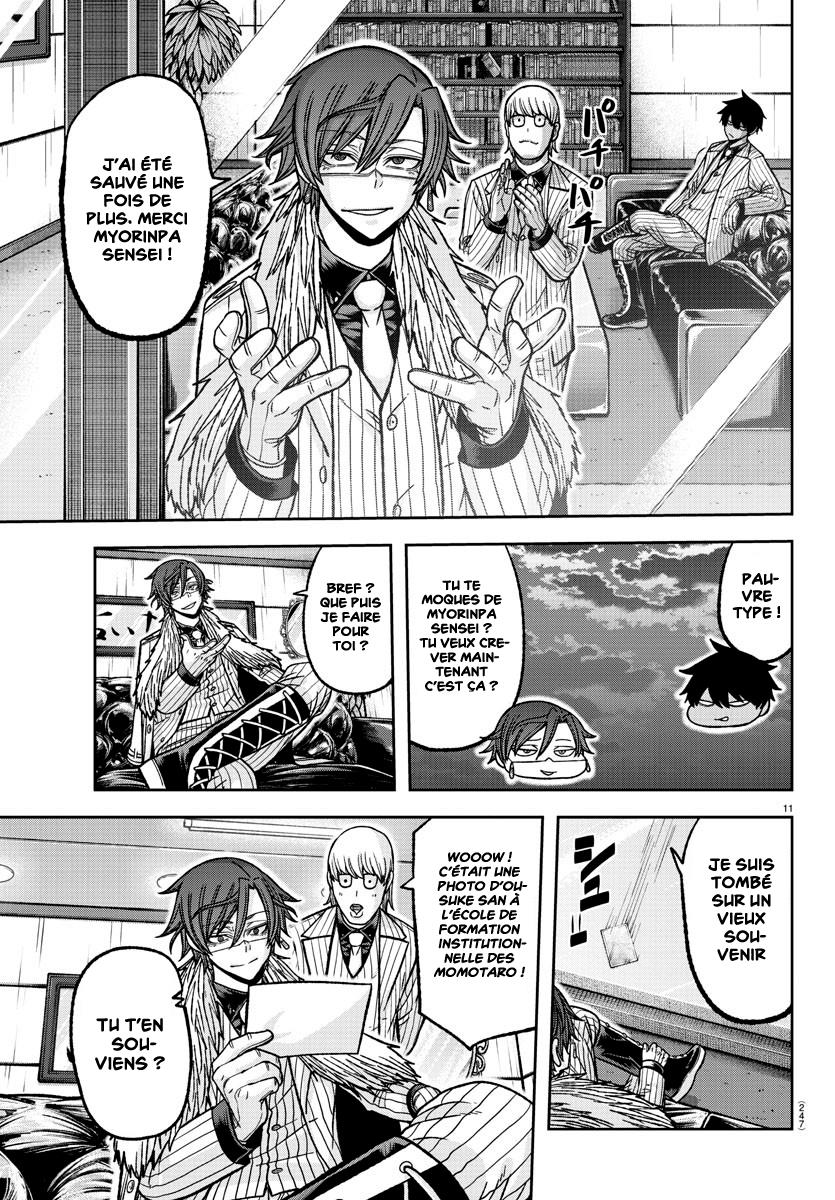 J'AI ÉTÉ
SAUVÉ UNE
FOIS DE
PLUS. MERCI
MYORINPA
SENSEI !
パチパチ
PAU-
VRE
TYPE !
TU TE
MOQUES DE
MYORINPA
SENSEI ?
TU VEUX CRE-
VER MAIN-
TENANT
C'EST ÇA ?
BREF ?
QUE PUIS
JE FAIRE
POUR
TOI ?
11
JE SUIS
TOMBÉ
SUR UN
VIEUX
SOU-
VENIR
WOOOW !
C'ÉTAIT UNE
PHOTO D'OU-
SUKE SAN À
L'ÉCOLE DE
FORMATION
INSTITUTION-
NELLE DES
MOMOTARO !
TU T'EN
SOU-
VIENS ?
(247)